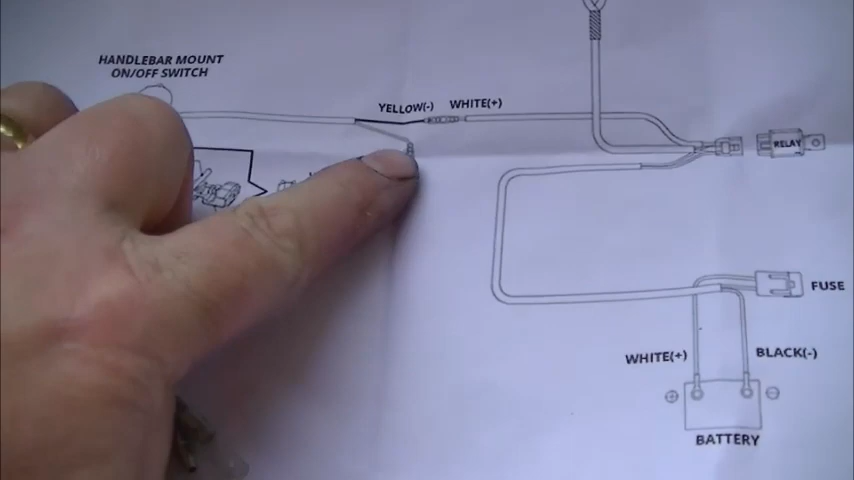 HANDLEBAR MOUNT
ON/OFF SWITCH
YELLOW(-)
WHITE(+)
RELAY
FUSE
WHITE(+)
BLACK(-)
BATTERY